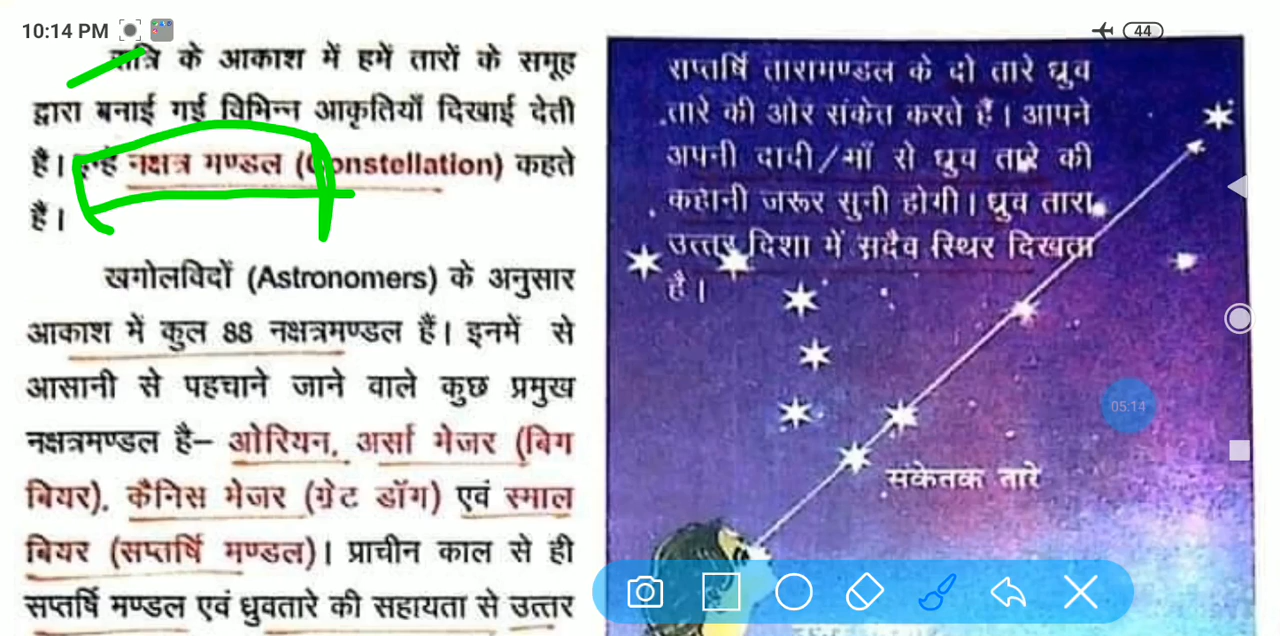 10:14 PM
44
रात्रि के आकाश में हमें तारों के समूह
द्वारा बनाई गई विभिन्न आकृतियाँ दिखाई देती
है। इन्हें नक्षत्र मण्डल (Constellation) कहते
हैं।
खगोलविदों (Astronomers) के अनुसार
आकाश में कुल 88 नक्षत्रमण्डल हैं। इनमें से
आसानी से पहचाने जाने वाले कुछ प्रमुख
नक्षत्रमण्डल है– ओरियन, अर्सा मेजर (बिग
बियर), कैनिस मेजर (ग्रेट डॉग) एवं स्माल
बियर (सप्तर्षि मण्डल)। प्राचीन काल से ही
सप्तर्षि मण्डल एवं ध्रुवतारे की सहायता से उत्तर
सप्तर्षि तारामण्डल के दो तारे ध्रुव
तारे की ओर संकेत करते हैं। आपने
अपनी दादी/माँ से ध्रुव तारे की
कहानी जरूर सुनी होगी। ध्रुव तारा
उत्तर दिशा में सदैव स्थिर दिखता
है।
05:14
संकेतक तारे